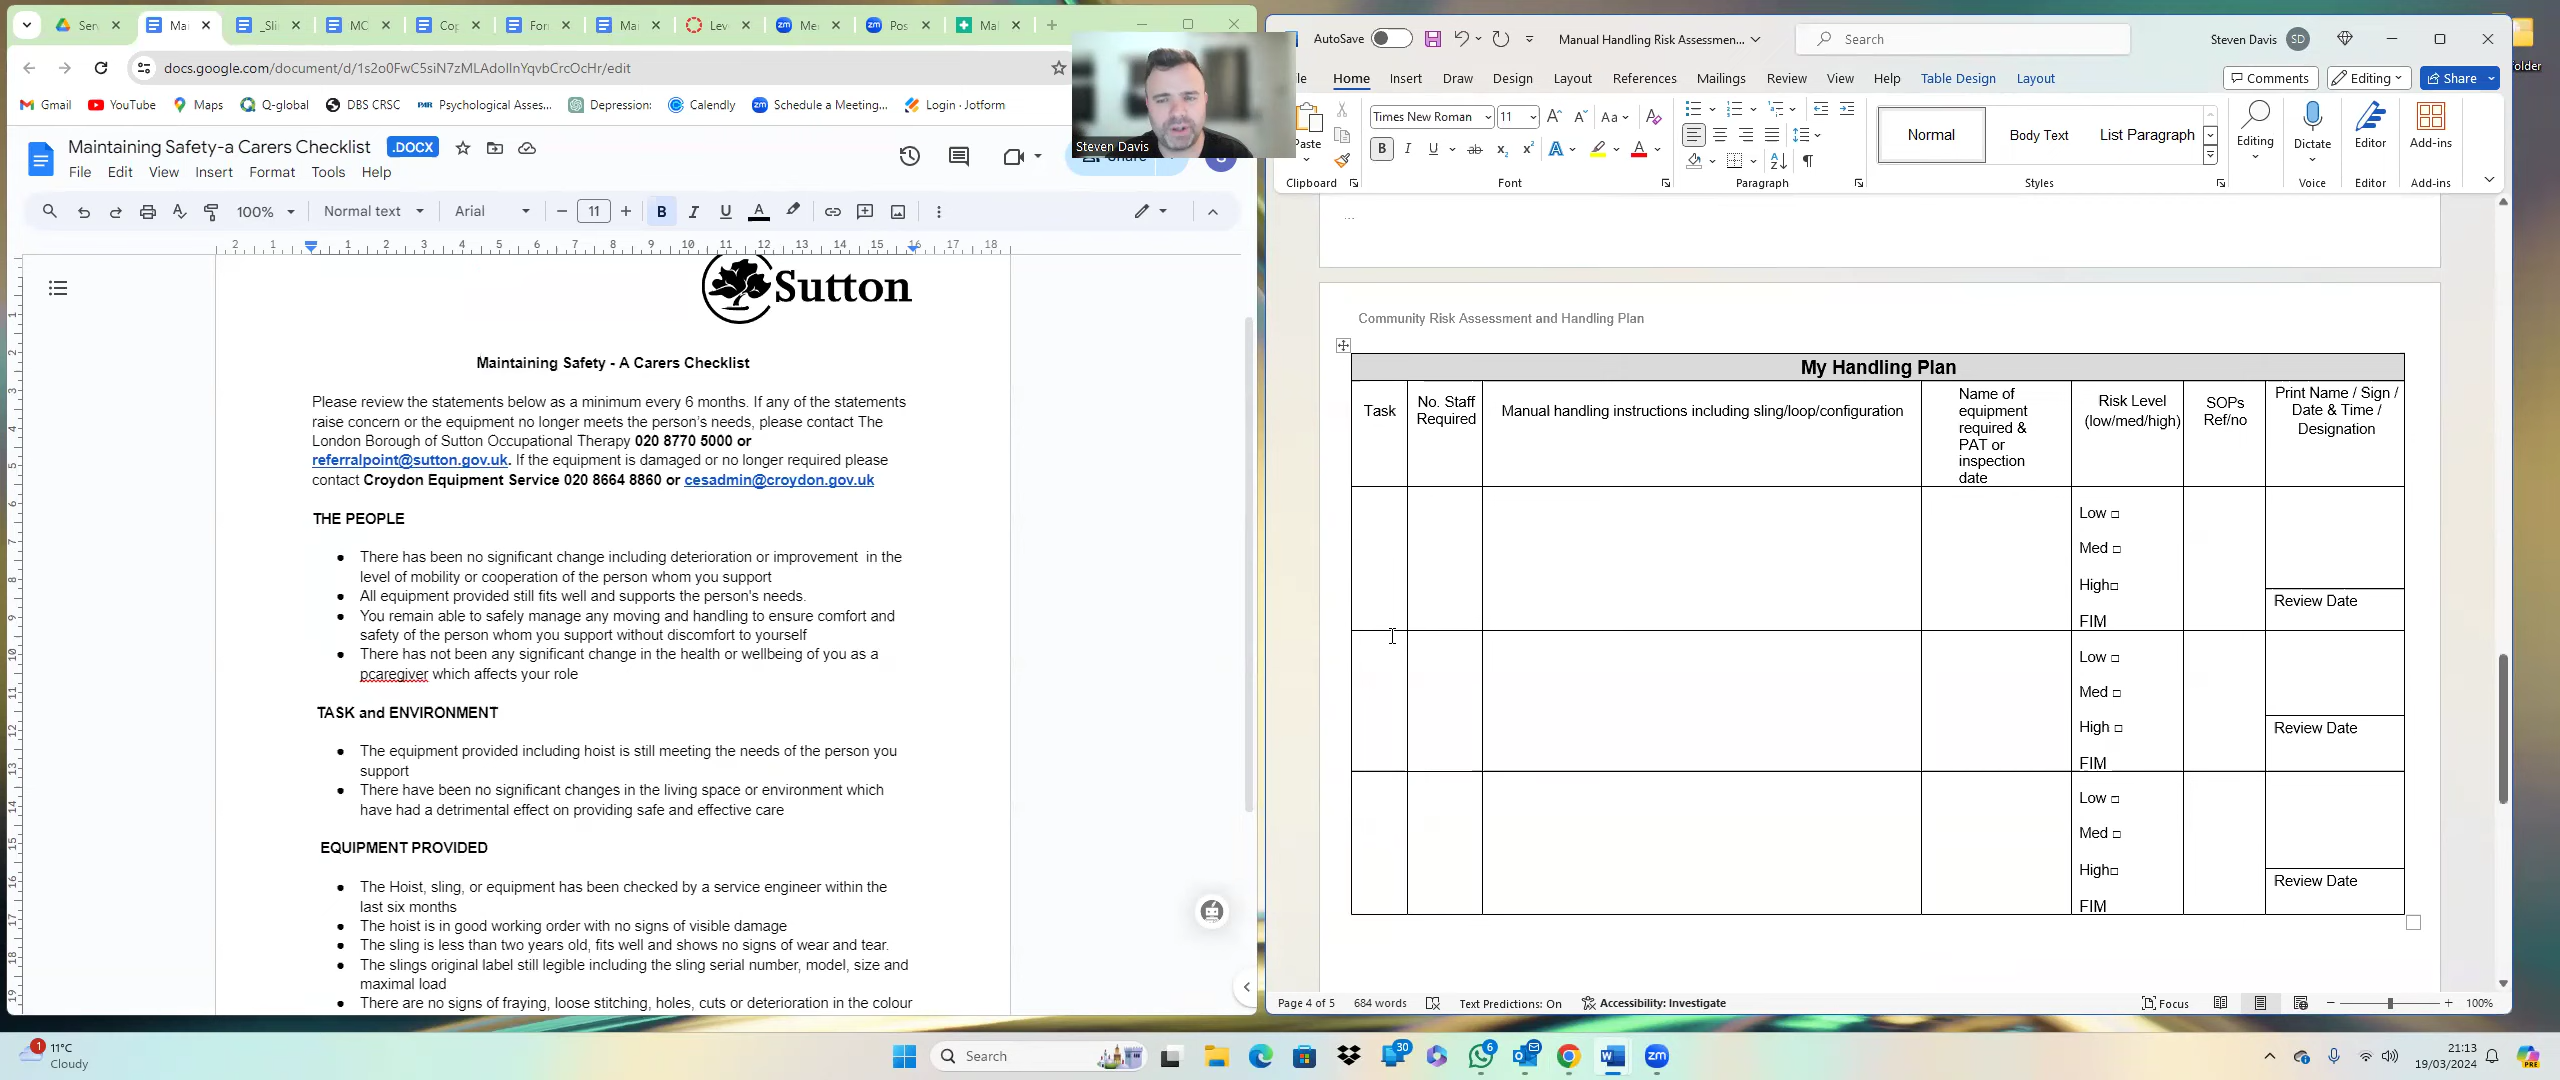 Ser
Mai
_Sli
MC
Cop
For
Mai
Lev
Me
Pos
Mal
docs.google.com/document/d/1s2o0FwC5siN7zMLAdolInYqvbCrcOcHr/edit
Gmail
YouTube
Maps
Q-global
DBS CRSC
Psychological Asses...
Depression:
Calendly
Schedule a Meeting...
Login · Jotform
Maintaining Safety-a Carers Checklist
.DOCX
File Edit View Insert Format Tools Help
100%
Normal text
Arial
11
Steven Davis
Sutton
Maintaining Safety - A Carers Checklist
Please review the statements below as a minimum every 6 months. If any of the statements
raise concern or the equipment no longer meets the person's needs, please contact The
London Borough of Sutton Occupational Therapy 020 8770 5000 or
referralpoint@sutton.gov.uk. If the equipment is damaged or no longer required please
contact Croydon Equipment Service 020 8664 8860 or cesadmin@croydon.gov.uk
THE PEOPLE
● There has been no significant change including deterioration or improvement in the
level of mobility or cooperation of the person whom you support
● All equipment provided still fits well and supports the person's needs.
● You remain able to safely manage any moving and handling to ensure comfort and
safety of the person whom you support without discomfort to yourself
● There has not been any significant change in the health or wellbeing of you as a
pcaregiver which affects your role
TASK and ENVIRONMENT
● The equipment provided including hoist is still meeting the needs of the person you
support
● There have been no significant changes in the living space or environment which
have had a detrimental effect on providing safe and effective care
EQUIPMENT PROVIDED
● The Hoist, sling, or equipment has been checked by a service engineer within the
last six months
● The hoist is in good working order with no signs of visible damage
● The sling is less than two years old, fits well and shows no signs of wear and tear.
● The slings original label still legible including the sling serial number, model, size and
maximal load
● There are no signs of fraying, loose stitching, holes, cuts or deterioration in the colour
AutoSave
Manual Handling Risk Assessmen...
Search
Steven Davis
SD
Home Insert Draw Design Layout References Mailings Review View Help Table Design Layout
Comments
Editing
Share
Paste
Times New Roman
11
Normal
Body Text
List Paragraph
Editing
Dictate
Editor
Add-ins
Clipboard
Font
Paragraph
Styles
Voice
Editor
Add-ins
Community Risk Assessment and Handling Plan
My Handling Plan
Task
No. Staff
Required
Manual handling instructions including sling/loop/configuration
Name of
equipment
required &
PAT or
inspection
date
Risk Level
(low/med/high)
SOPs
Ref/no
Print Name / Sign /
Date & Time /
Designation
Low □
Med □
High□
FIM
Review Date
Low □
Med □
High □
FIM
Review Date
Low □
Med □
High□
FIM
Review Date
Page 4 of 5
684 words
Text Predictions: On
Accessibility: Investigate
Focus
100%
11°C
Cloudy
Search
30
6
21:13
19/03/2024